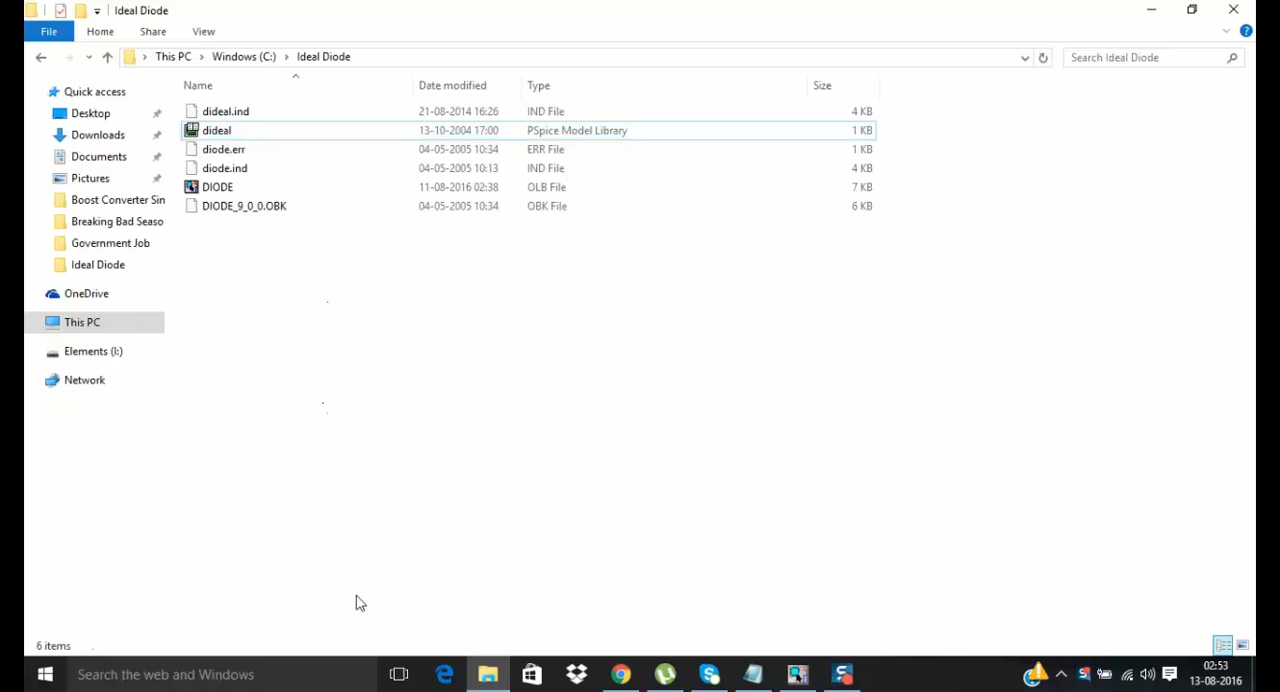 Ideal Diode
File Home Share View
This PC Windows (C:) Ideal Diode Search Ideal Diode
Name Date modified Type Size
Quick access
Desktop
Downloads
Documents
Pictures
Boost Converter Sin
Breaking Bad Seaso
Government Job
Ideal Diode
OneDrive
This PC
Elements (I:)
Network
dideal.ind 21-08-2014 16:26 IND File 4 KB
dideal 13-10-2004 17:00 PSpice Model Library 1 KB
diode.err 04-05-2005 10:34 ERR File 1 KB
diode.ind 04-05-2005 10:13 IND File 4 KB
DIODE 11-08-2016 02:38 OLB File 7 KB
DIODE_9_0_0.OBK 04-05-2005 10:34 OBK File 6 KB
6 items
Search the web and Windows
02:53
13-08-2016